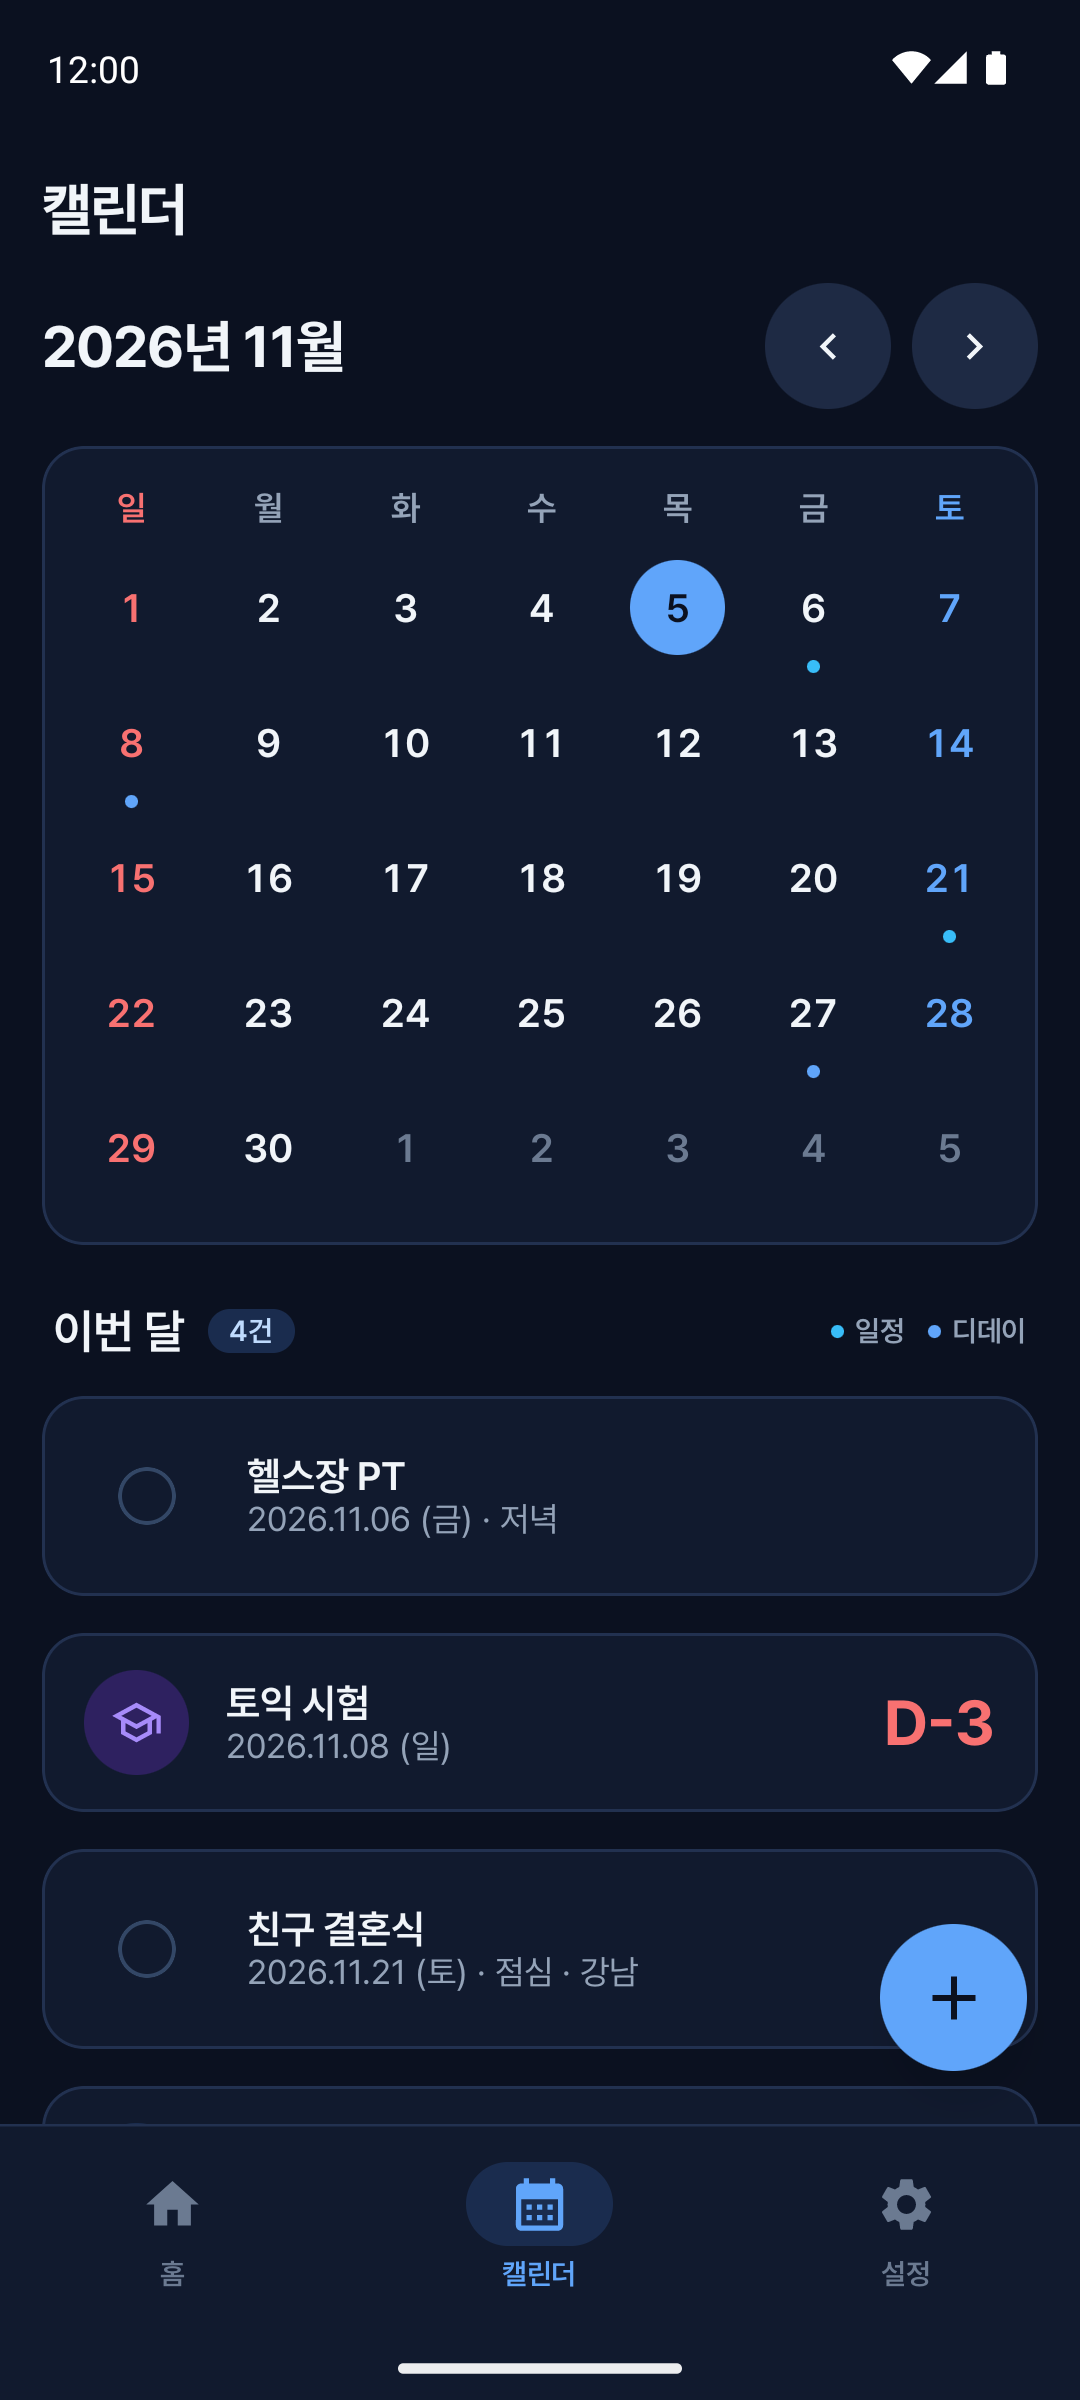 12:00
캘린더
2026년 11월
일 월 화 수 목 금 토
1 2 3 4 5 6 7
8 9 10 11 12 13 14
15 16 17 18 19 20 21
22 23 24 25 26 27 28
29 30 1 2 3 4 5
이번 달 4건 일정 디데이
헬스장 PT
2026.11.06 (금) · 저녁
토익 시험
2026.11.08 (일)
D-3
친구 결혼식
2026.11.21 (토) · 점심 · 강남
홈 캘린더 설정